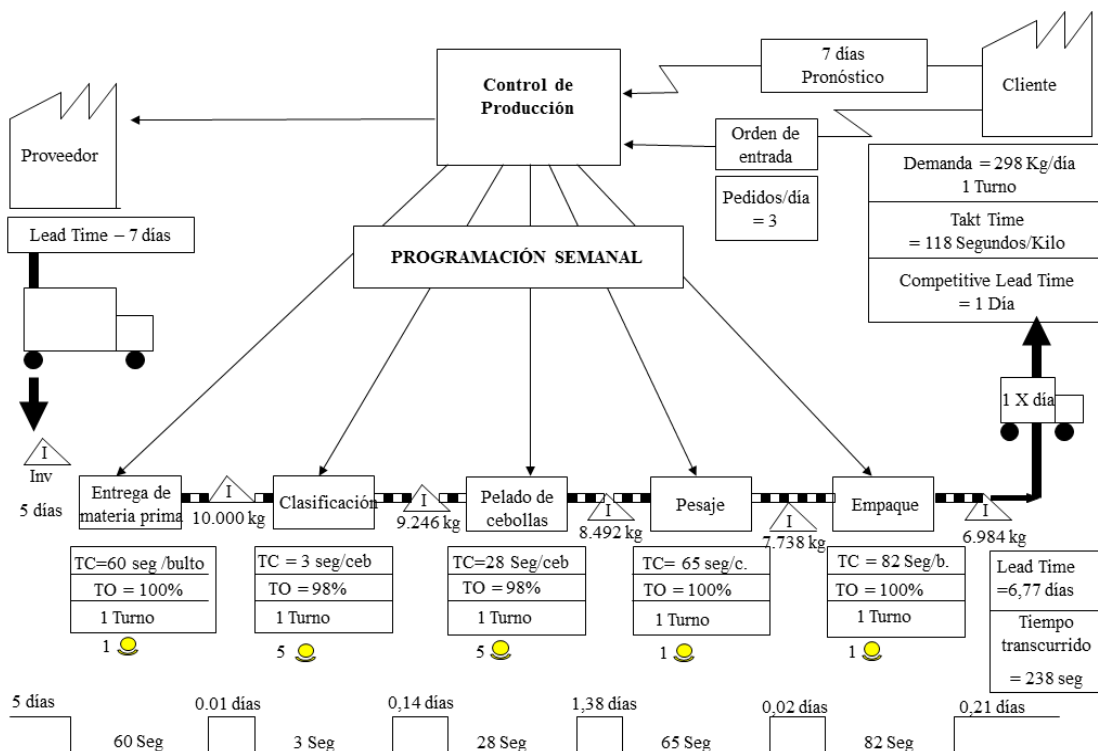 7 días
Pronóstico
Control de
Producción
Cliente
Proveedor
Orden de
entrada
Demanda = 298 Kg/día
1 Turno
Pedidos/día
= 3
Takt Time
= 118 Segundos/Kilo
Lead Time – 7 días
PROGRAMACIÓN SEMANAL
Competitive Lead Time
= 1 Día
1 X día
I
Inv
5 días
Entrega de
materia prima
I
10.000 kg
Clasificación
I
9.246 kg
Pelado de
cebollas
I
8.492 kg
Pesaje
I
7.738 kg
Empaque
I
6.984 kg
TC=60 seg /bulto
TO = 100%
1 Turno
1
TC = 3 seg/ceb
TO = 98%
1 Turno
5
TC=28 Seg/ceb
TO = 98%
1 Turno
5
TC= 65 seg/c.
TO = 100%
1 Turno
1
TC = 82 Seg/b.
TO = 100%
1 Turno
1
Lead Time
=6,77 días
Tiempo
transcurrido
= 238 seg
5 días
0.01 días
0,14 días
1,38 días
0,02 días
0,21 días
60 Seg
3 Seg
28 Seg
65 Seg
82 Seg